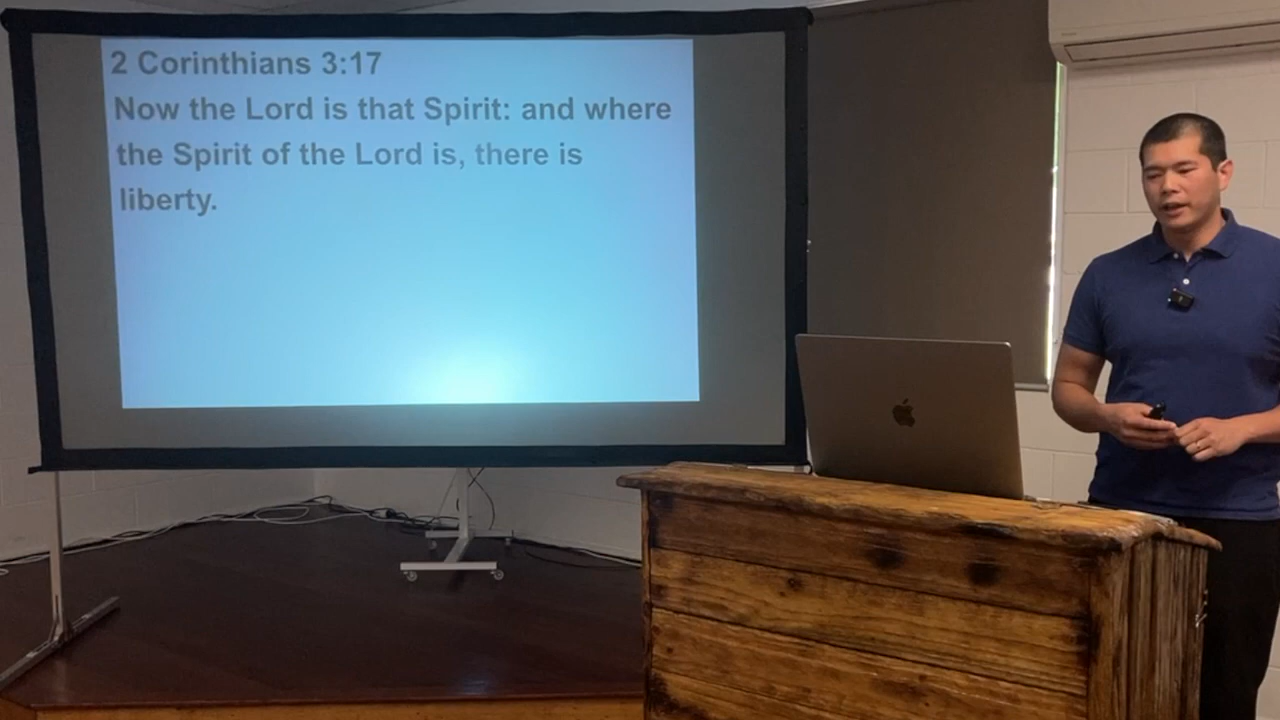 2 Corinthians 3:17
Now the Lord is that Spirit: and where
the Spirit of the Lord is, there is
liberty.